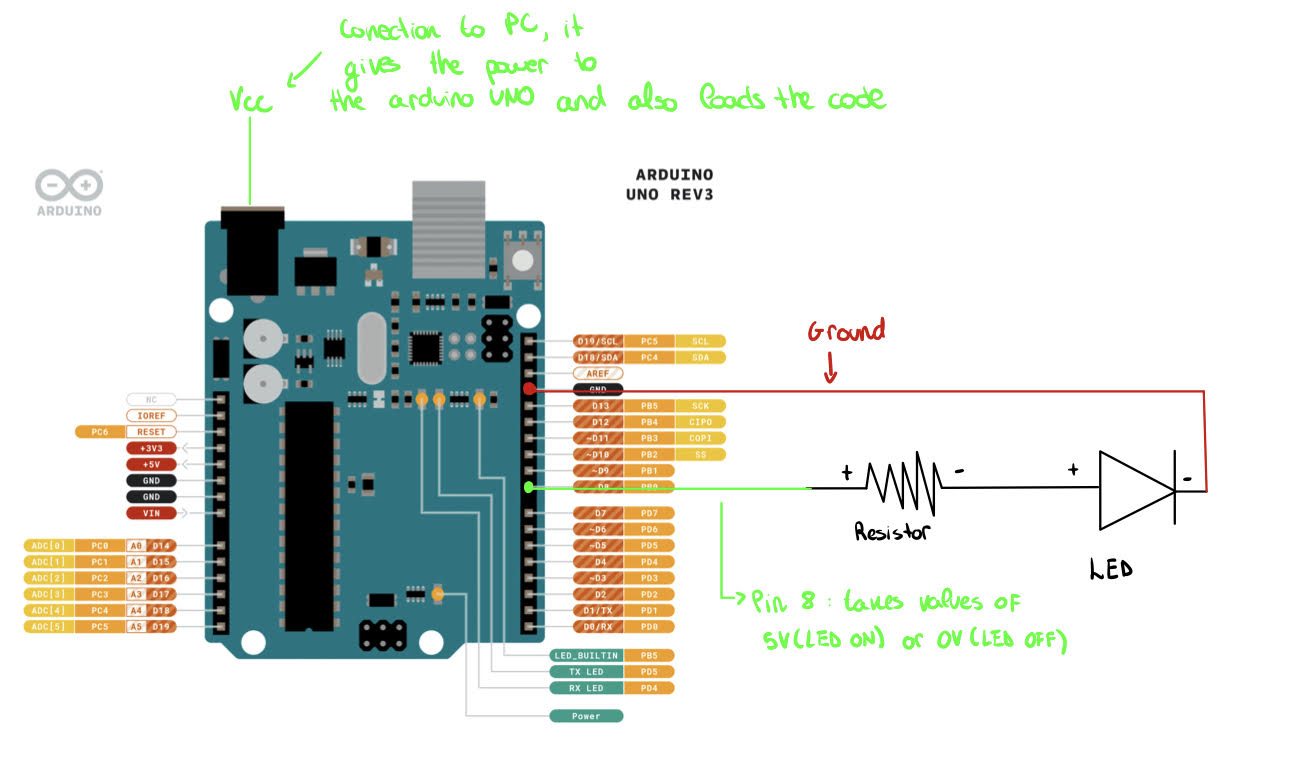 Conection to PC, it
gives the power to
the arduino UNO and also loads the code
Vcc
ARDUINO
UNO REV3
ARDUINO
Ground
D19/SCL PC5 SCL
D18/SDA PC4 SDA
AREF
GND
D13 PB5 SCK
D12 PB4 CIPO
~D11 PB3 COPI
~D10 PB2 SS
~D9 PB1
D8 PB0
D7 PD7
~D6 PD6
~D5 PD5
D4 PD4
~D3 PD3
D2 PD2
D1/TX PD1
D0/RX PD0
NC
IOREF
PC6 RESET
+3V3
+5V
GND
GND
VIN
ADC[0] PC0 A0 D14
ADC[1] PC1 A1 D15
ADC[2] PC2 A2 D16
ADC[3] PC3 A3 D17
ADC[4] PC4 A4 D18
ADC[5] PC5 A5 D19
LED_BUILTIN PB5
TX LED PD5
RX LED PD4
Power
+ - + -
Resistor
LED
Pin 8 : takes values of
5V (LED ON) or 0V (LED OFF)